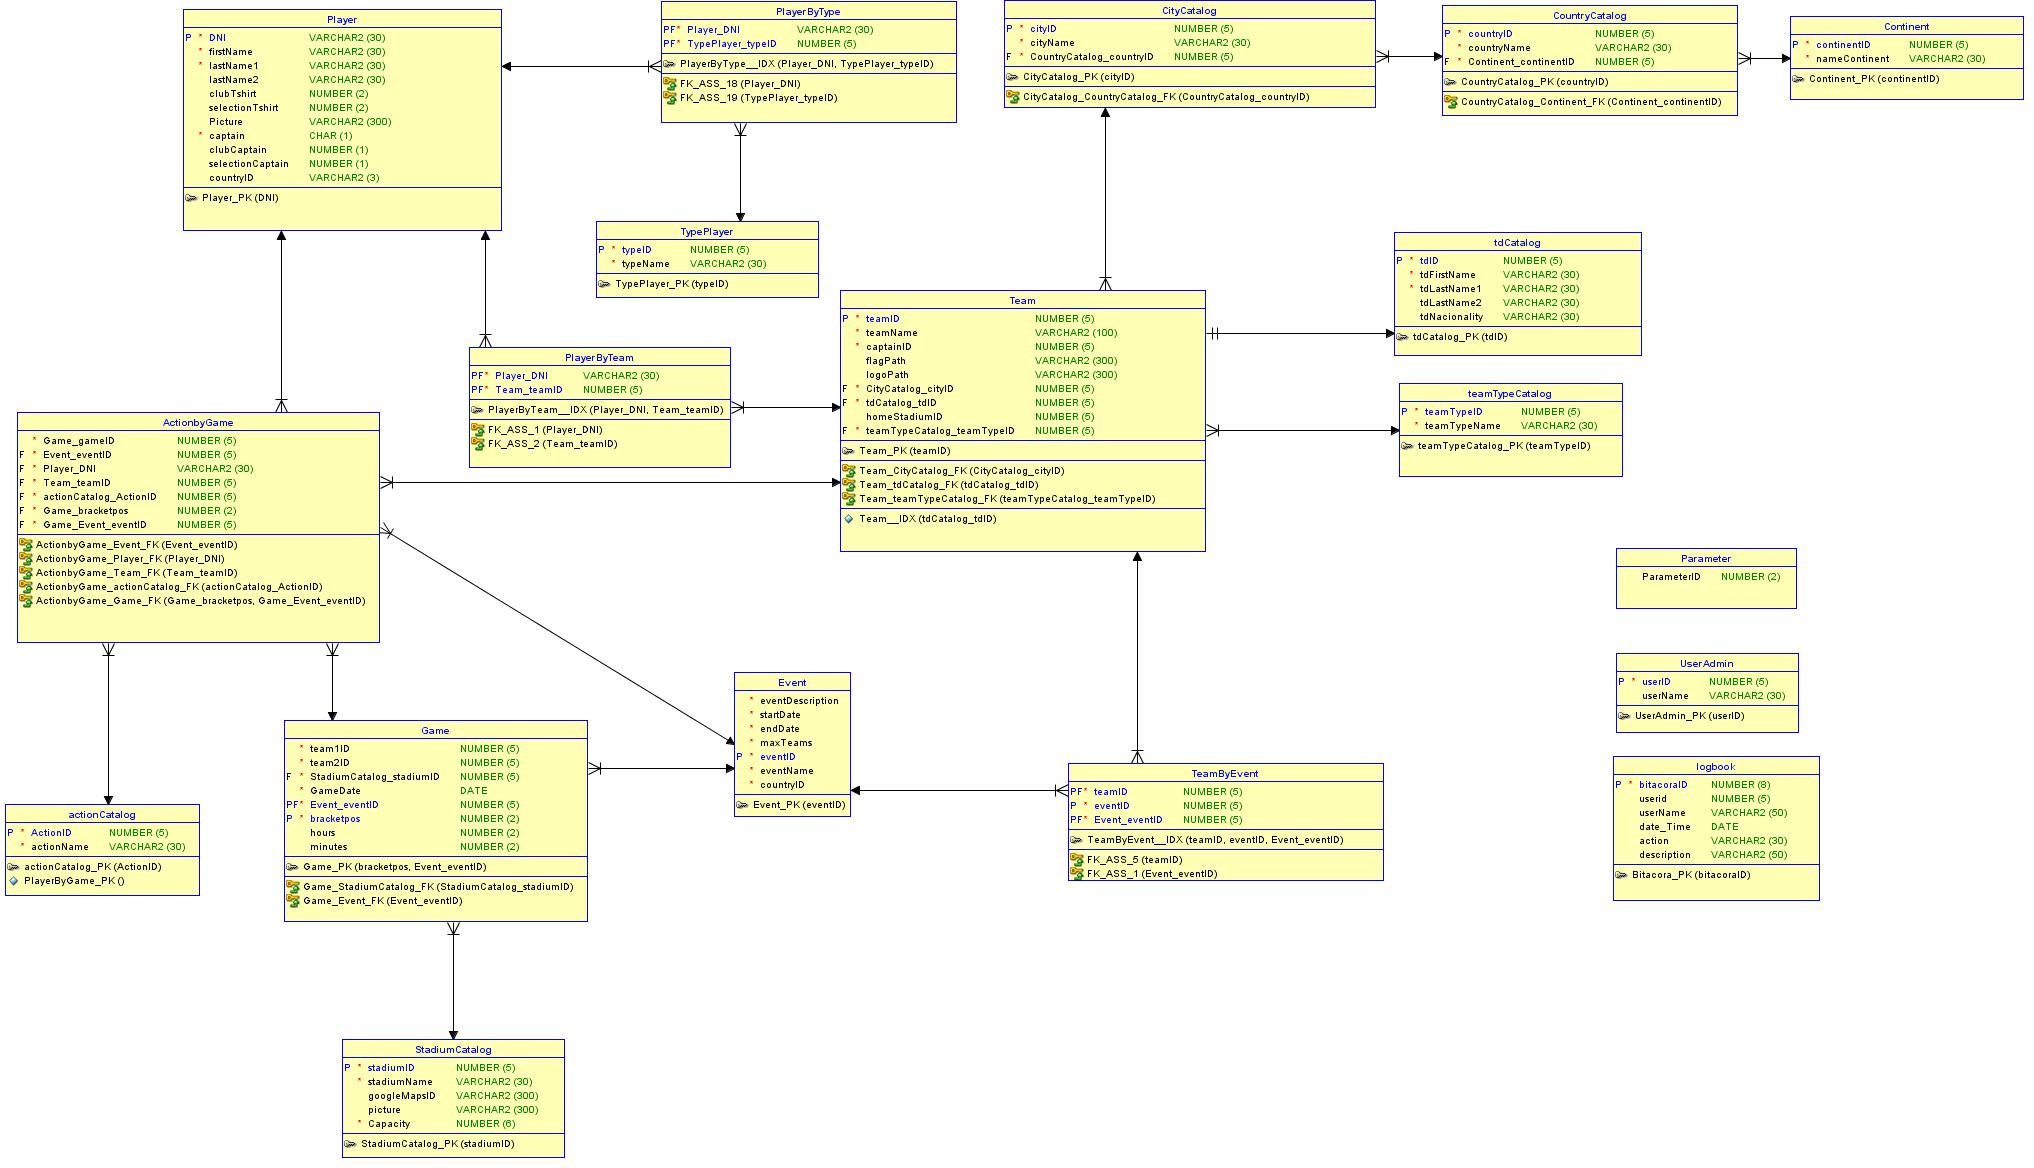 Player
P * DNI VARCHAR2 (30)
* firstName VARCHAR2 (30)
* lastName1 VARCHAR2 (30)
lastName2 VARCHAR2 (30)
clubTshirt NUMBER (2)
selectionTshirt NUMBER (2)
Picture VARCHAR2 (300)
* captain CHAR (1)
clubCaptain NUMBER (1)
selectionCaptain NUMBER (1)
countryID VARCHAR2 (3)
Player_PK (DNI)
PlayerByType
PF* Player_DNI VARCHAR2 (30)
PF* TypePlayer_typeID NUMBER (5)
PlayerByType__IDX (Player_DNI, TypePlayer_typeID)
FK_ASS_18 (Player_DNI)
FK_ASS_19 (TypePlayer_typeID)
CityCatalog
P * cityID NUMBER (5)
* cityName VARCHAR2 (30)
F * CountryCatalog_countryID NUMBER (5)
CityCatalog_PK (cityID)
CityCatalog_CountryCatalog_FK (CountryCatalog_countryID)
CountryCatalog
P * countryID NUMBER (5)
* countryName VARCHAR2 (30)
F * Continent_continentID NUMBER (5)
CountryCatalog_PK (countryID)
CountryCatalog_Continent_FK (Continent_continentID)
Continent
P * continentID NUMBER (5)
* nameContinent VARCHAR2 (30)
Continent_PK (continentID)
TypePlayer
P * typeID NUMBER (5)
* typeName VARCHAR2 (30)
TypePlayer_PK (typeID)
tdCatalog
P * tdID NUMBER (5)
* tdFirstName VARCHAR2 (30)
* tdLastName1 VARCHAR2 (30)
tdLastName2 VARCHAR2 (30)
tdNacionality VARCHAR2 (30)
tdCatalog_PK (tdID)
Team
P * teamID NUMBER (5)
* teamName VARCHAR2 (100)
* captainID NUMBER (5)
flagPath VARCHAR2 (300)
logoPath VARCHAR2 (300)
F * CityCatalog_cityID NUMBER (5)
F * tdCatalog_tdID NUMBER (5)
homeStadiumID NUMBER (5)
F * teamTypeCatalog_teamTypeID NUMBER (5)
Team_PK (teamID)
Team_CityCatalog_FK (CityCatalog_cityID)
Team_tdCatalog_FK (tdCatalog_tdID)
Team_teamTypeCatalog_FK (teamTypeCatalog_teamTypeID)
Team__IDX (tdCatalog_tdID)
PlayerByTeam
PF* Player_DNI VARCHAR2 (30)
PF* Team_teamID NUMBER (5)
PlayerByTeam__IDX (Player_DNI, Team_teamID)
FK_ASS_1 (Player_DNI)
FK_ASS_2 (Team_teamID)
teamTypeCatalog
P * teamTypeID NUMBER (5)
* teamTypeName VARCHAR2 (30)
teamTypeCatalog_PK (teamTypeID)
ActionbyGame
* Game_gameID NUMBER (5)
F * Event_eventID NUMBER (5)
F * Player_DNI VARCHAR2 (30)
F * Team_teamID NUMBER (5)
F * actionCatalog_ActionID NUMBER (5)
F * Game_bracketpos NUMBER (2)
F * Game_Event_eventID NUMBER (5)
ActionbyGame_Event_FK (Event_eventID)
ActionbyGame_Player_FK (Player_DNI)
ActionbyGame_Team_FK (Team_teamID)
ActionbyGame_actionCatalog_FK (actionCatalog_ActionID)
ActionbyGame_Game_FK (Game_bracketpos, Game_Event_eventID)
Parameter
ParameterID NUMBER (2)
UserAdmin
P * userID NUMBER (5)
userName VARCHAR2 (30)
UserAdmin_PK (userID)
Event
* eventDescription
* startDate
* endDate
* maxTeams
P * eventID
* eventName
* countryID
Event_PK (eventID)
Game
* team1ID NUMBER (5)
* team2ID NUMBER (5)
F * StadiumCatalog_stadiumID NUMBER (5)
* GameDate DATE
PF* Event_eventID NUMBER (5)
P * bracketpos NUMBER (2)
hours NUMBER (2)
minutes NUMBER (2)
Game_PK (bracketpos, Event_eventID)
Game_StadiumCatalog_FK (StadiumCatalog_stadiumID)
Game_Event_FK (Event_eventID)
TeamByEvent
PF* teamID NUMBER (5)
P * eventID NUMBER (5)
PF* Event_eventID NUMBER (5)
TeamByEvent__IDX (teamID, eventID, Event_eventID)
FK_ASS_5 (teamID)
FK_ASS_1 (Event_eventID)
logbook
P * bitacoraID NUMBER (8)
userid NUMBER (5)
userName VARCHAR2 (50)
date_Time DATE
action VARCHAR2 (30)
description VARCHAR2 (50)
Bitacora_PK (bitacoraID)
actionCatalog
P * ActionID NUMBER (5)
* actionName VARCHAR2 (30)
actionCatalog_PK (ActionID)
PlayerByGame_PK ()
StadiumCatalog
P * stadiumID NUMBER (5)
* stadiumName VARCHAR2 (30)
googleMapsID VARCHAR2 (300)
picture VARCHAR2 (300)
* Capacity NUMBER (6)
StadiumCatalog_PK (stadiumID)